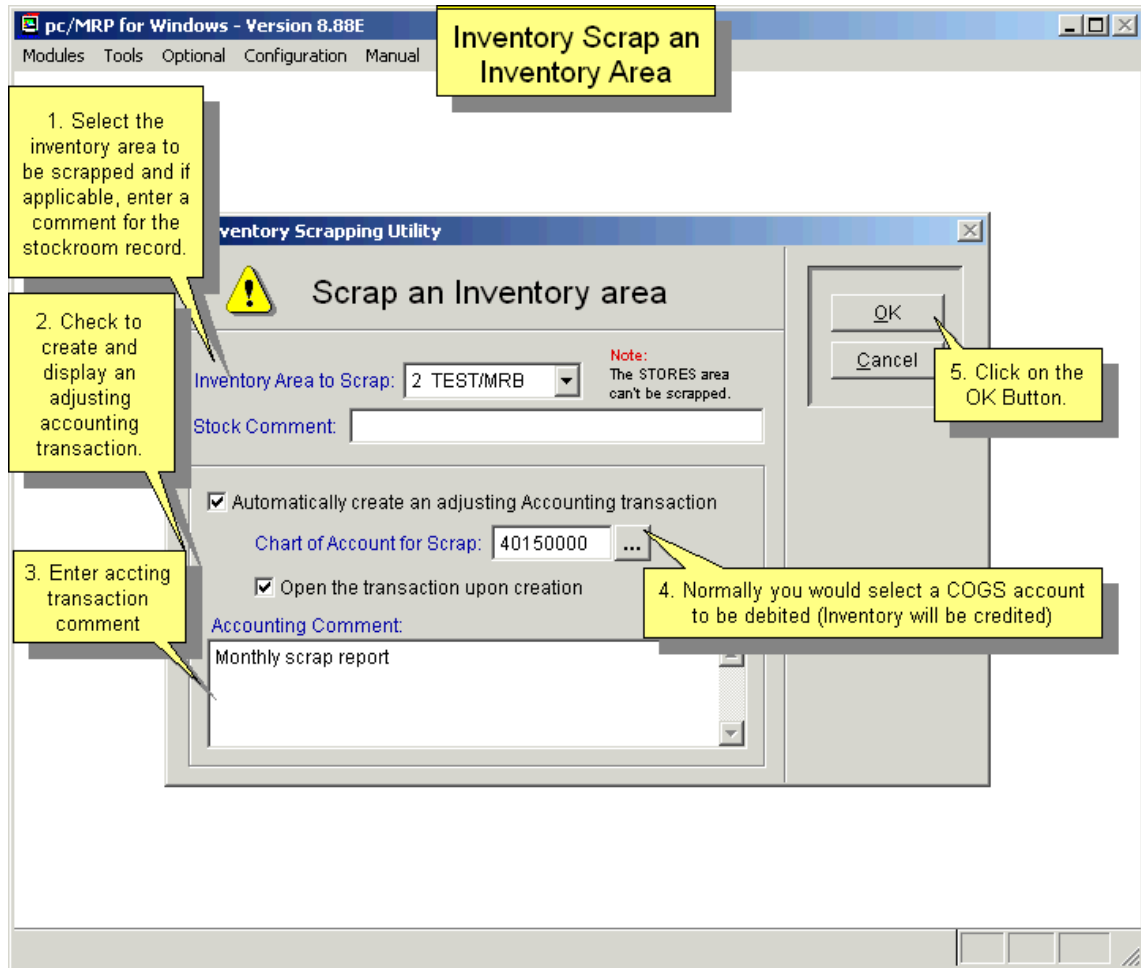 pc/MRP for Windows - Version 8.88E
Modules Tools Optional Configuration Manual
Inventory Scrap an
Inventory Area
1. Select the
inventory area to
be scrapped and if
applicable, enter a
comment for the
stockroom record.
ventory Scrapping Utility
Scrap an Inventory area
OK
Cancel
2. Check to
create and
display an
adjusting
accounting
transaction.
Inventory Area to Scrap: 2 TEST/MRB
Note:
The STORES area
can't be scrapped.
5. Click on the
OK Button.
Stock Comment:
Automatically create an adjusting Accounting transaction
Chart of Account for Scrap: 40150000 ...
Open the transaction upon creation
3. Enter accting
transaction
comment
4. Normally you would select a COGS account
to be debited (Inventory will be credited)
Accounting Comment:
Monthly scrap report